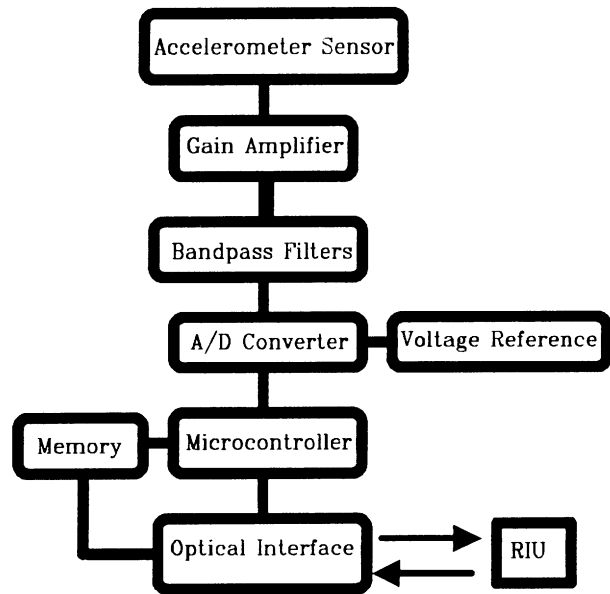 Accelerometer Sensor
Gain Amplifier
Bandpass Filters
A/D Converter
Voltage Reference
Memory
Microcontroller
Optical Interface
RIU